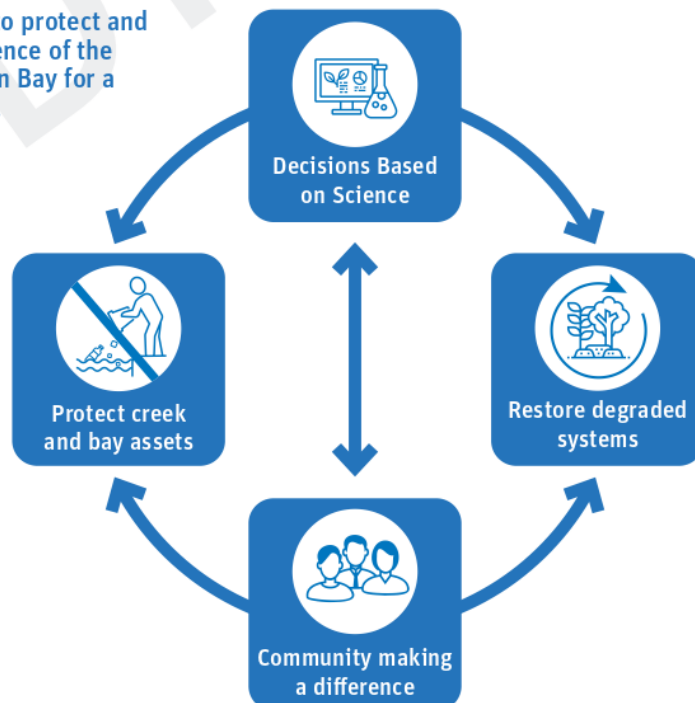 o protect and
ence of the
n Bay for a
Decisions Based
on Science
Protect creek
and bay assets
Restore degraded
systems
Community making
a difference